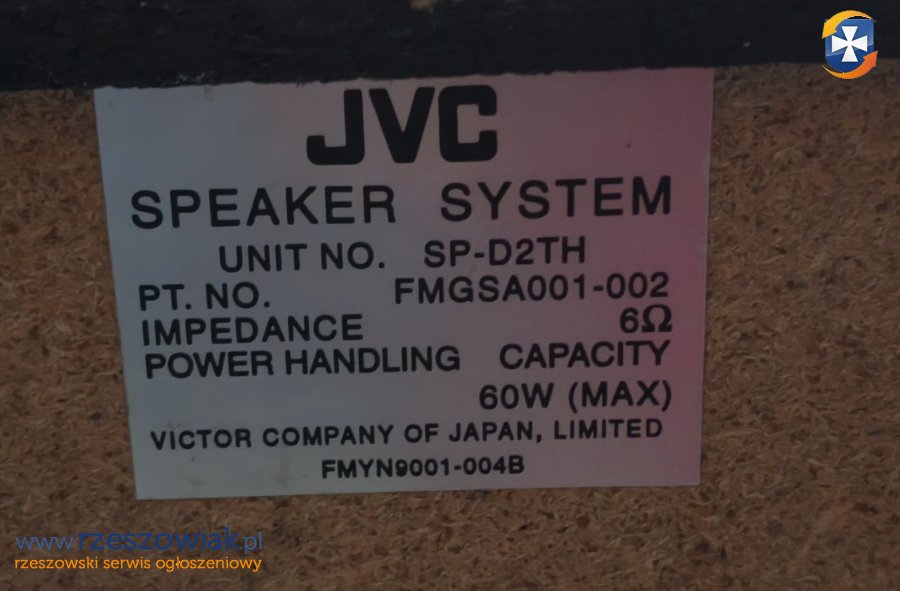 JVC
SPEAKER SYSTEM
UNIT NO. SP-D2TH
PT. NO. FMGSA001-002
IMPEDANCE 6Ω
POWER HANDLING CAPACITY
60W (MAX)
VICTOR COMPANY OF JAPAN, LIMITED
FMYN9001-004B
www.rzeszowiak.pl
rzeszowski serwis ogłoszeniowy